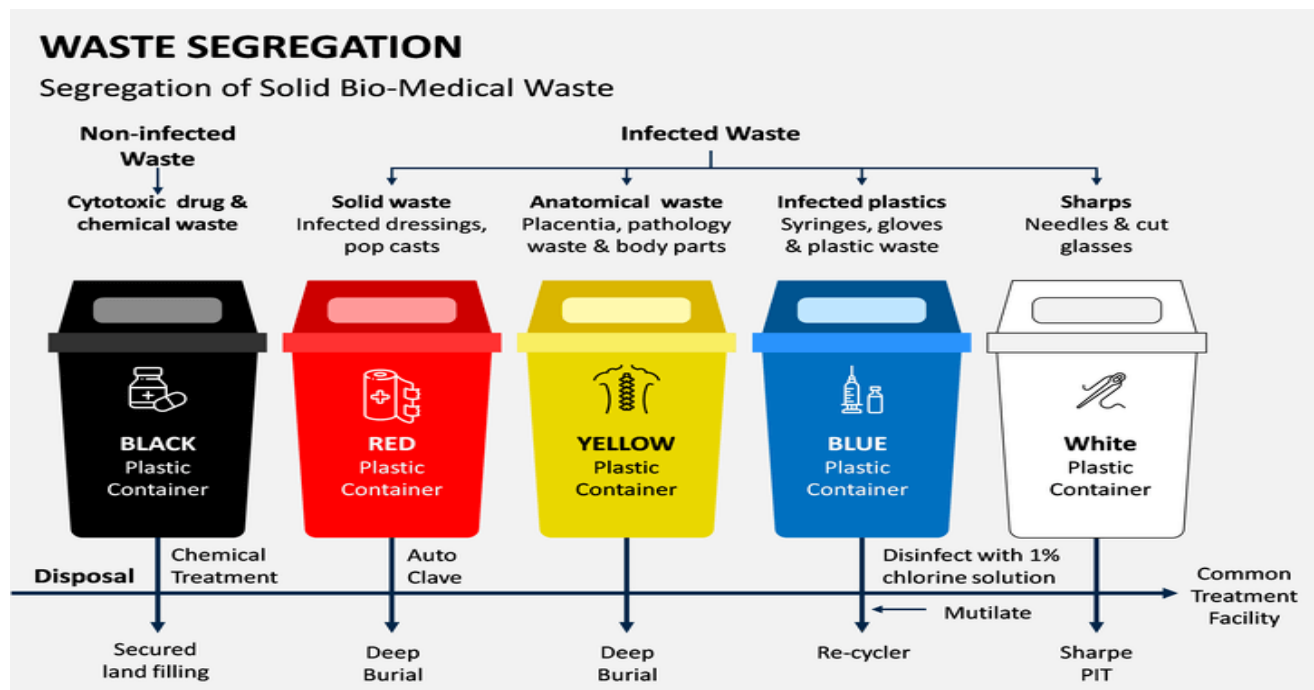 WASTE SEGREGATION
Segregation of Solid Bio-Medical Waste
Non-infected
Waste
Infected Waste
Cytotoxic drug &
chemical waste
Solid waste
Infected dressings,
pop casts
Anatomical waste
Placenta, pathology
waste & body parts
Infected plastics
Syringes, gloves
& plastic waste
Sharps
Needles & cut
glasses
BLACK
Plastic
Container
RED
Plastic
Container
YELLOW
Plastic
Container
BLUE
Plastic
Container
White
Plastic
Container
Disposal
Chemical
Treatment
Auto
Clave
Disinfect with 1%
chlorine solution
Mutilate
Common
Treatment
Facility
Secured
land filling
Deep
Burial
Deep
Burial
Re-cycler
Sharpe
PIT